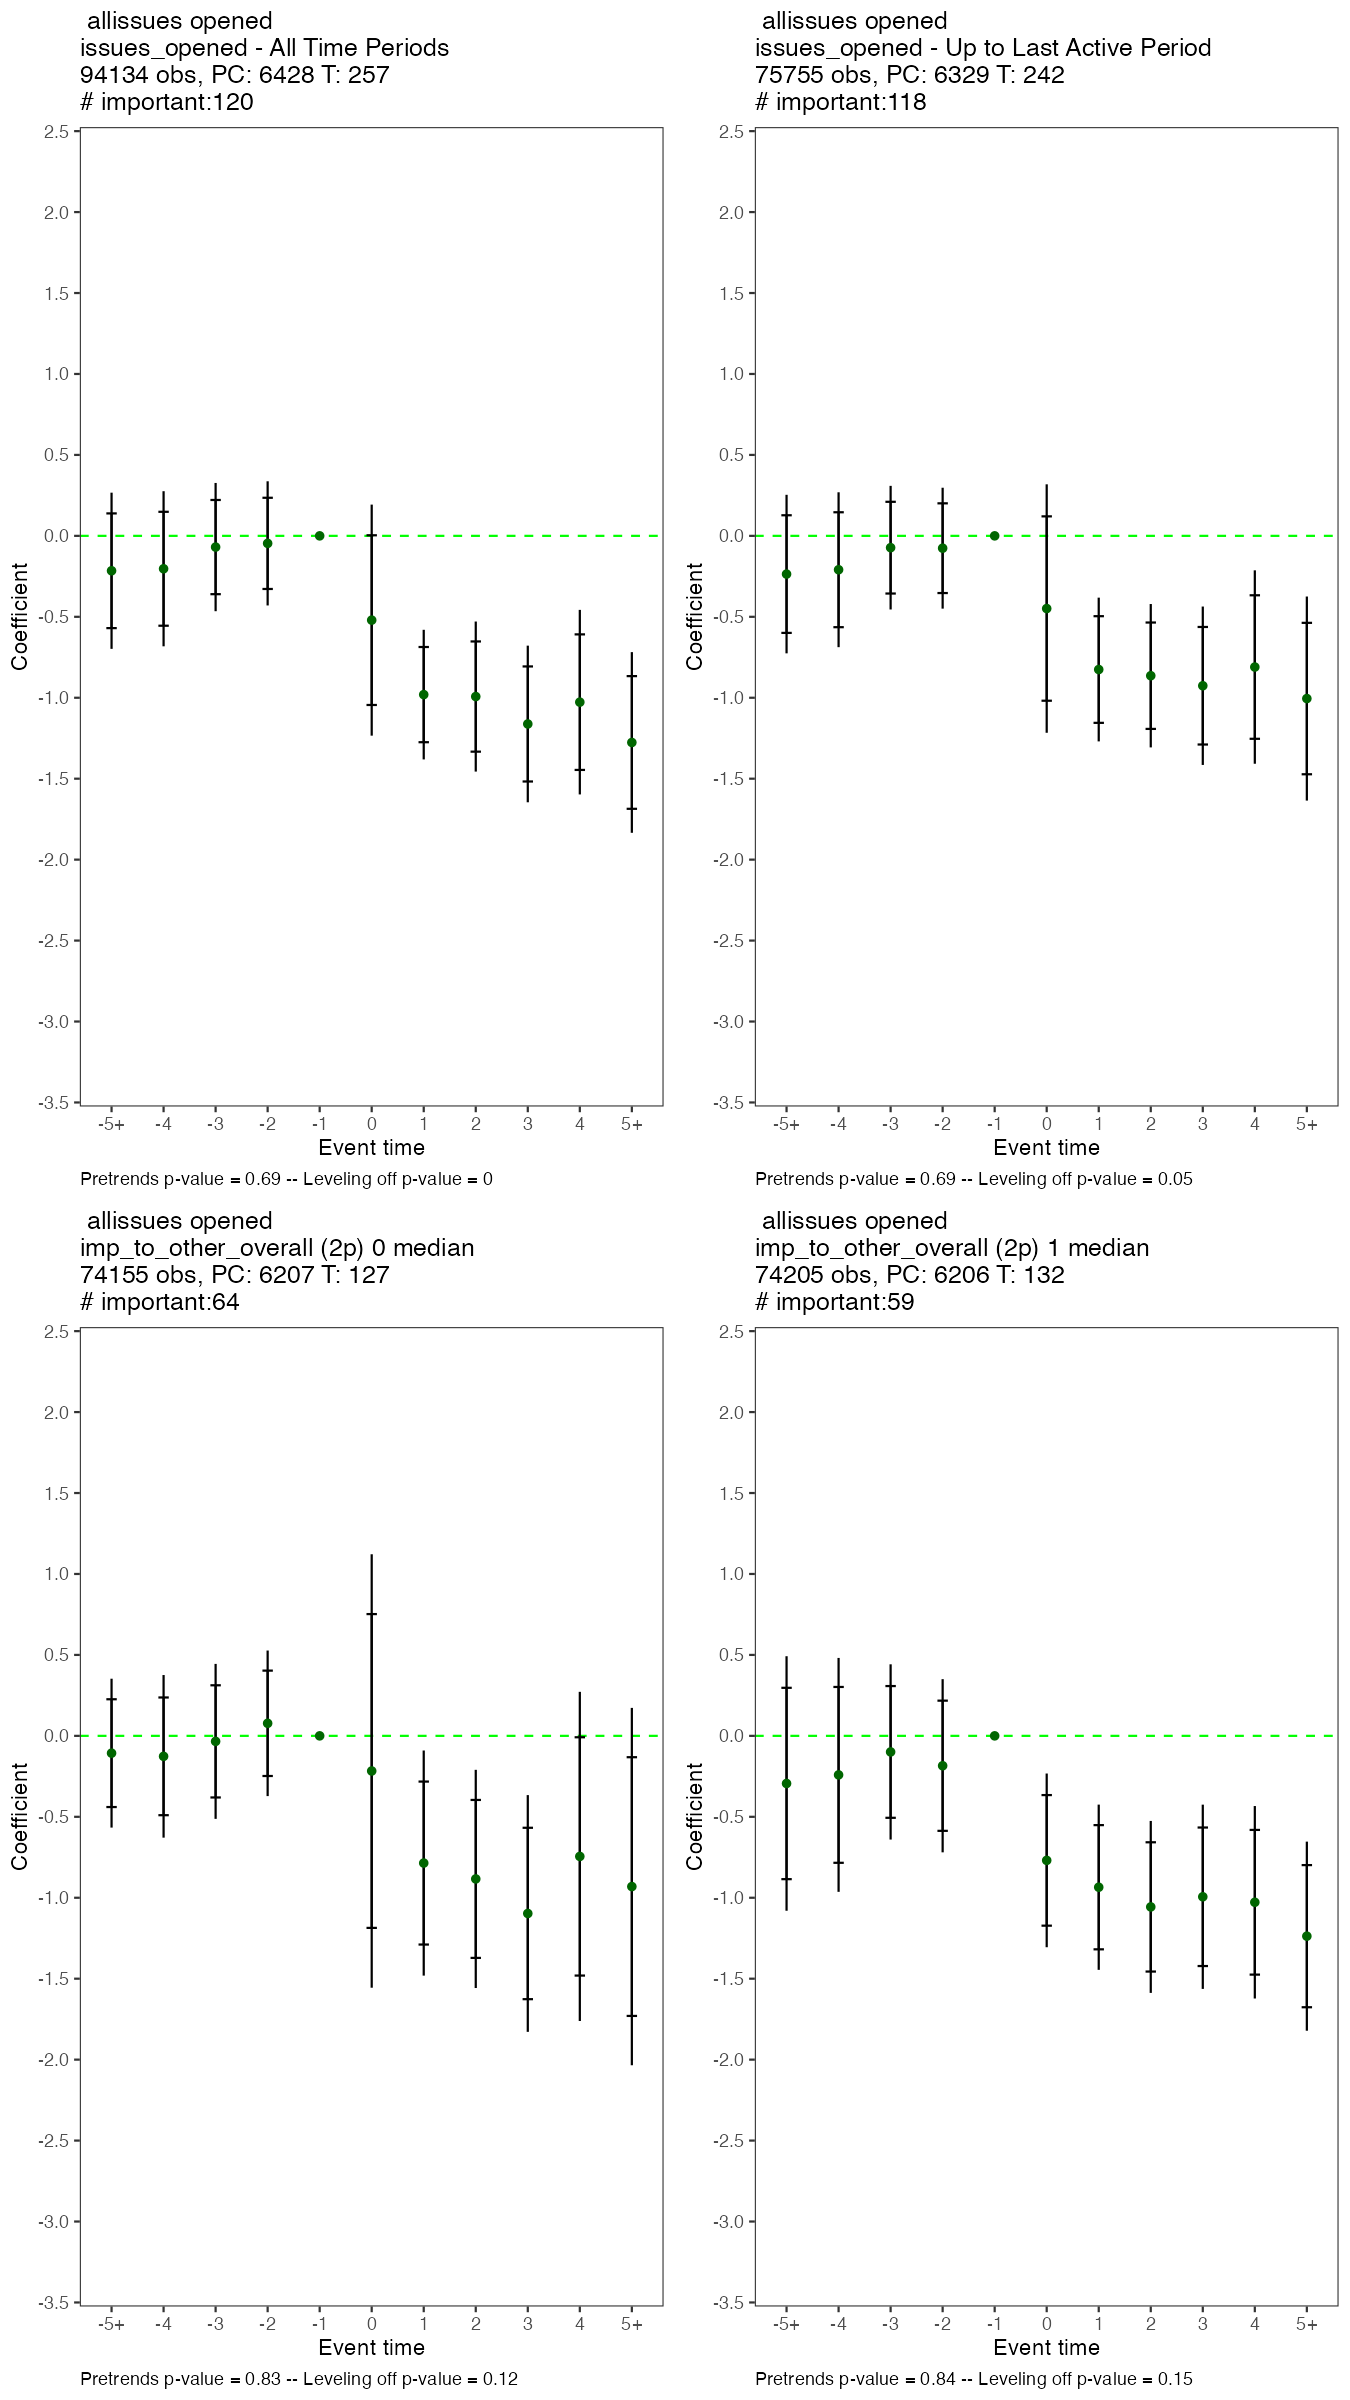 allissues opened
issues_opened - All Time Periods
94134 obs, PC: 6428 T: 257
# important:120
2.5
2.0
1.5
1.0
0.5
0.0
-0.5
-1.0
-1.5
-2.0
-2.5
-3.0
-3.5
Coefficient
-5+ -4 -3 -2 -1 0 1 2 3 4 5+
Event time
Pretrends p-value = 0.69 -- Leveling off p-value = 0
allissues opened
issues_opened - Up to Last Active Period
75755 obs, PC: 6329 T: 242
# important:118
2.5
2.0
1.5
1.0
0.5
0.0
-0.5
-1.0
-1.5
-2.0
-2.5
-3.0
-3.5
Coefficient
-5+ -4 -3 -2 -1 0 1 2 3 4 5+
Event time
Pretrends p-value = 0.69 -- Leveling off p-value = 0.05
allissues opened
imp_to_other_overall (2p) 0 median
74155 obs, PC: 6207 T: 127
# important:64
2.5
2.0
1.5
1.0
0.5
0.0
-0.5
-1.0
-1.5
-2.0
-2.5
-3.0
-3.5
Coefficient
-5+ -4 -3 -2 -1 0 1 2 3 4 5+
Event time
Pretrends p-value = 0.83 -- Leveling off p-value = 0.12
allissues opened
imp_to_other_overall (2p) 1 median
74205 obs, PC: 6206 T: 132
# important:59
2.5
2.0
1.5
1.0
0.5
0.0
-0.5
-1.0
-1.5
-2.0
-2.5
-3.0
-3.5
Coefficient
-5+ -4 -3 -2 -1 0 1 2 3 4 5+
Event time
Pretrends p-value = 0.84 -- Leveling off p-value = 0.15